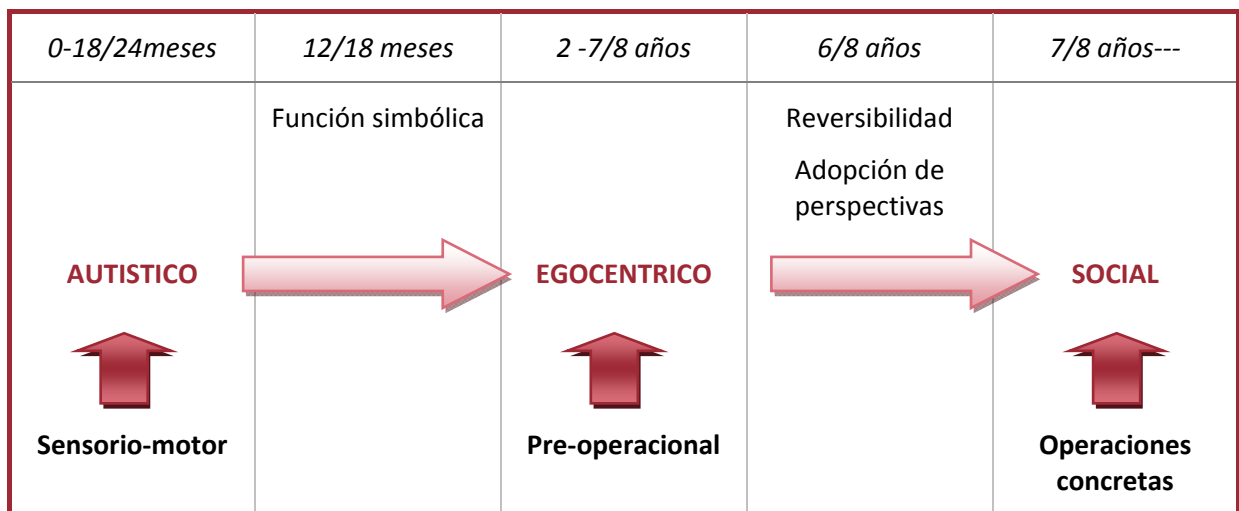 0-18/24meses
12/18 meses
2 -7/8 años
6/8 años
7/8 años---
Función simbólica
Reversibilidad
Adopción de
perspectivas
AUTISTICO
EGOCENTRICO
SOCIAL
Sensorio-motor
Pre-operacional
Operaciones
concretas